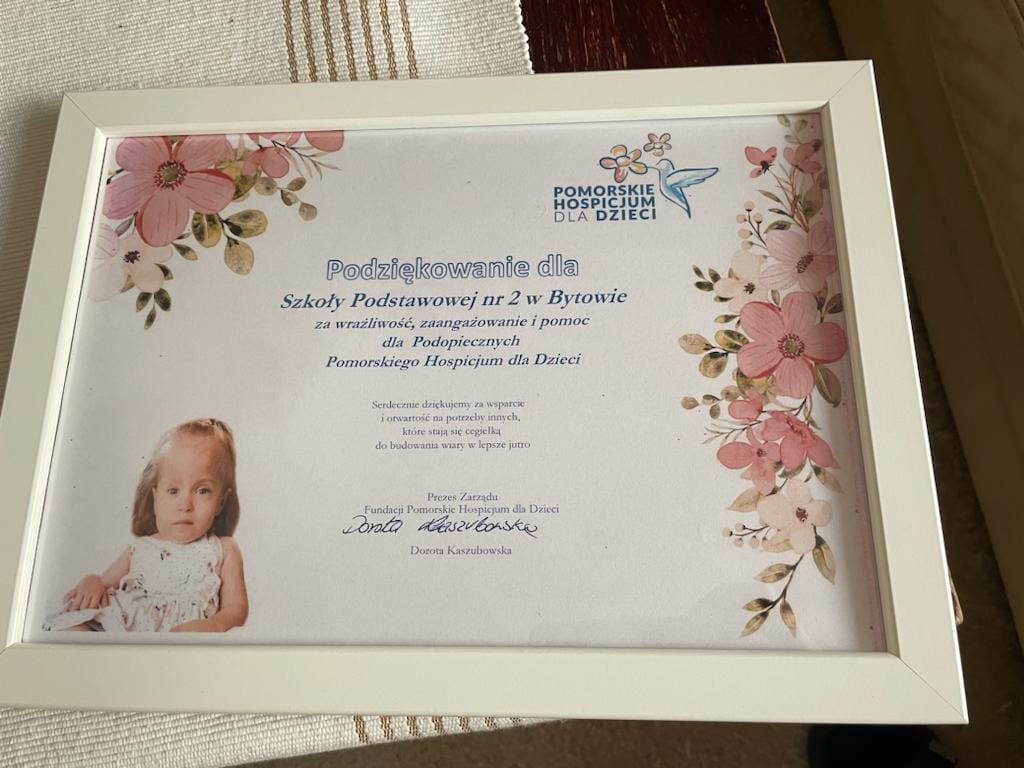 POMORSKIE
HOSPICJUM
DLA DZIECI
Podziękowanie dla
Szkoły Podstawowej nr 2 w Bytowie
za wrażliwość, zaangażowanie i pomoc
dla Podopiecznych
Pomorskiego Hospicjum dla Dzieci
Serdecznie dziękujemy za wsparcie
i otwartość na potrzeby innych,
które stają się cegiełką
do budowania wiary w lepsze jutro
Prezes Zarządu
Fundacji Pomorskie Hospicjum dla Dzieci
Dorota Kaszubowska
Dorota Kaszubowska